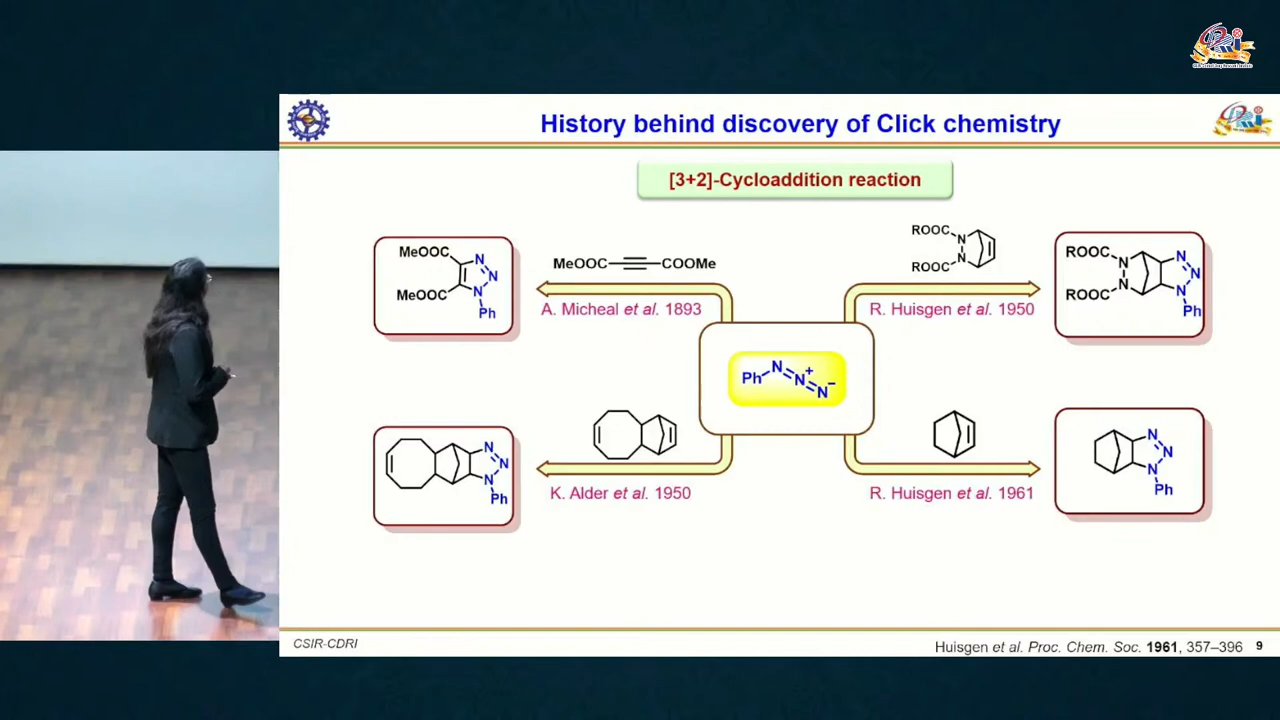 History behind discovery of Click chemistry
[3+2]-Cycloaddition reaction
MeOOC
MeOOC
N
N
N
Ph
MeOOC COOMe
A. Micheal et al. 1893
ROOC
ROOC
N
N
R. Huisgen et al. 1950
ROOC
ROOC
N
N
N
N
N
Ph
Ph N N+ N−
N
N
N
Ph
K. Alder et al. 1950
R. Huisgen et al. 1961
N
N
N
Ph
CSIR-CDRI
Huisgen et al. Proc. Chem. Soc. 1961, 357–396 9